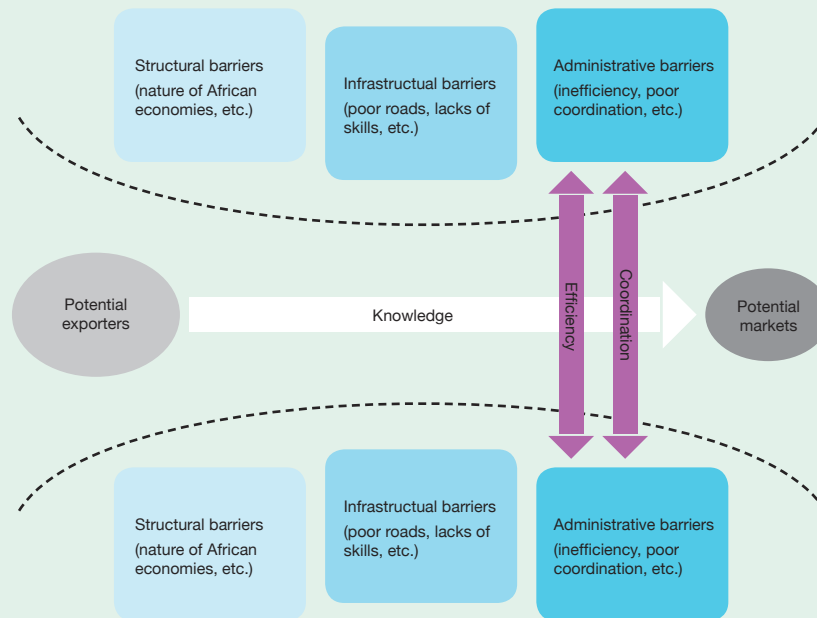 Structural barriers
(nature of African
economies, etc.)
Infrastructual barriers
(poor roads, lacks of
skills, etc.)
Administrative barriers
(inefficiency, poor
coordination, etc.)
Potential
exporters
Knowledge
Efficiency
Coordination
Potential
markets
Structural barriers
(nature of African
economies, etc.)
Infrastructual barriers
(poor roads, lacks of
skills, etc.)
Administrative barriers
(inefficiency, poor
coordination, etc.)